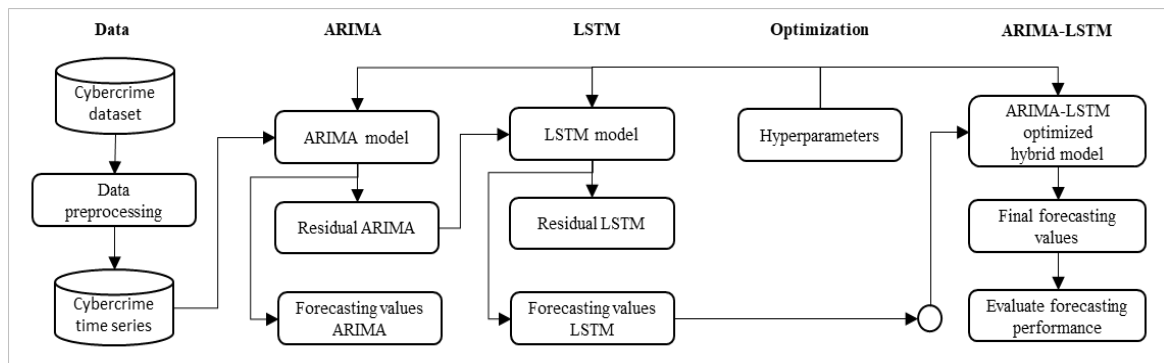 Data
ARIMA
LSTM
Optimization
ARIMA-LSTM
Cybercrime
dataset
Data
preprocessing
Cybercrime
time series
ARIMA model
Residual ARIMA
Forecasting values
ARIMA
LSTM model
Residual LSTM
Forecasting values
LSTM
Hyperparameters
ARIMA-LSTM
optimized
hybrid model
Final forecasting
values
Evaluate forecasting
performance